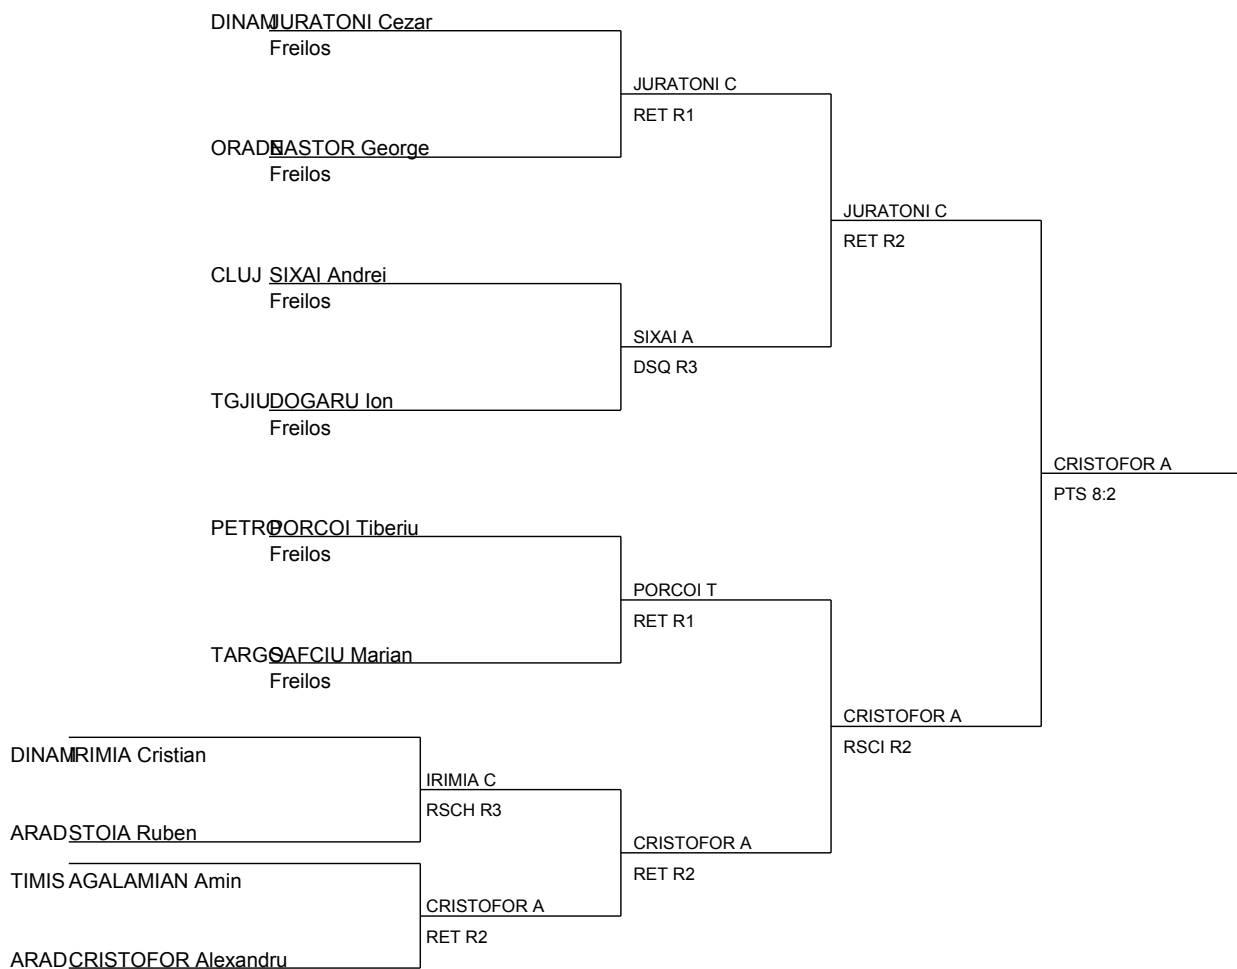 DINAM JURATONI Cezar
Freilos
JURATONI C
RET R1
ORADE NASTOR George
Freilos
JURATONI C
RET R2
CLUJ SIXAI Andrei
Freilos
SIXAI A
DSQ R3
TGJIU DOGARU Ion
Freilos
CRISTOFOR A
PTS 8:2
PETRO PORCOI Tiberiu
Freilos
PORCOI T
RET R1
TARGO SAFCIU Marian
Freilos
CRISTOFOR A
RSCI R2
DINAM IRIMIA Cristian
IRIMIA C
RSCH R3
ARAD STOIA Ruben
CRISTOFOR A
RET R2
TIMIS AGALAMIAN Amin
CRISTOFOR A
RET R2
ARAD CRISTOFOR Alexandru